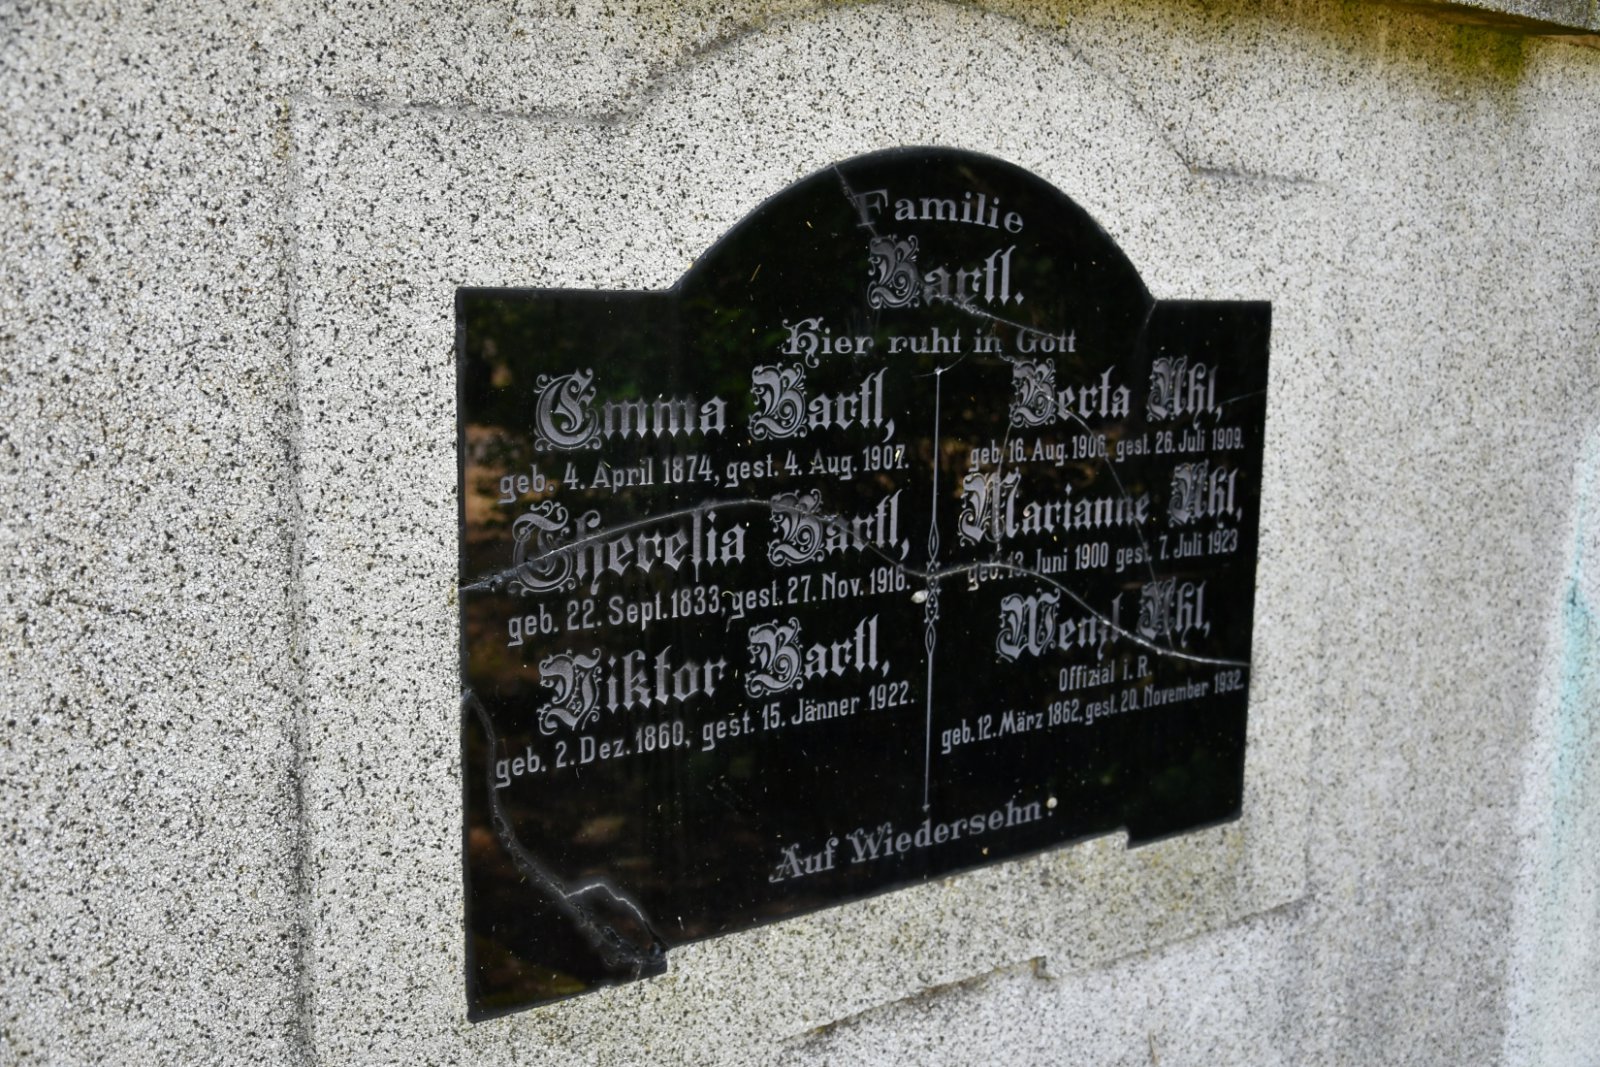 Familie
Bartl.
Hier ruht in Gott
Emma Bartl,
geb. 4. April 1874, gest. 4. Aug. 1907.
Theresia Bartl,
geb. 22. Sept. 1833, gest. 27. Nov. 1916.
Viktor Bartl,
geb. 2. Dez. 1860, gest. 15. Jänner 1922.
Berta Uhl,
geb. 16. Aug. 1906, gest. 26. Juli 1909.
Marianne Uhl,
geb. 13. Juni 1900 gest. 7. Juli 1923
Wenzl Uhl,
Offizial i. R.
geb. 12. März 1862, gest. 20. November 1932.
Auf Wiedersehn!